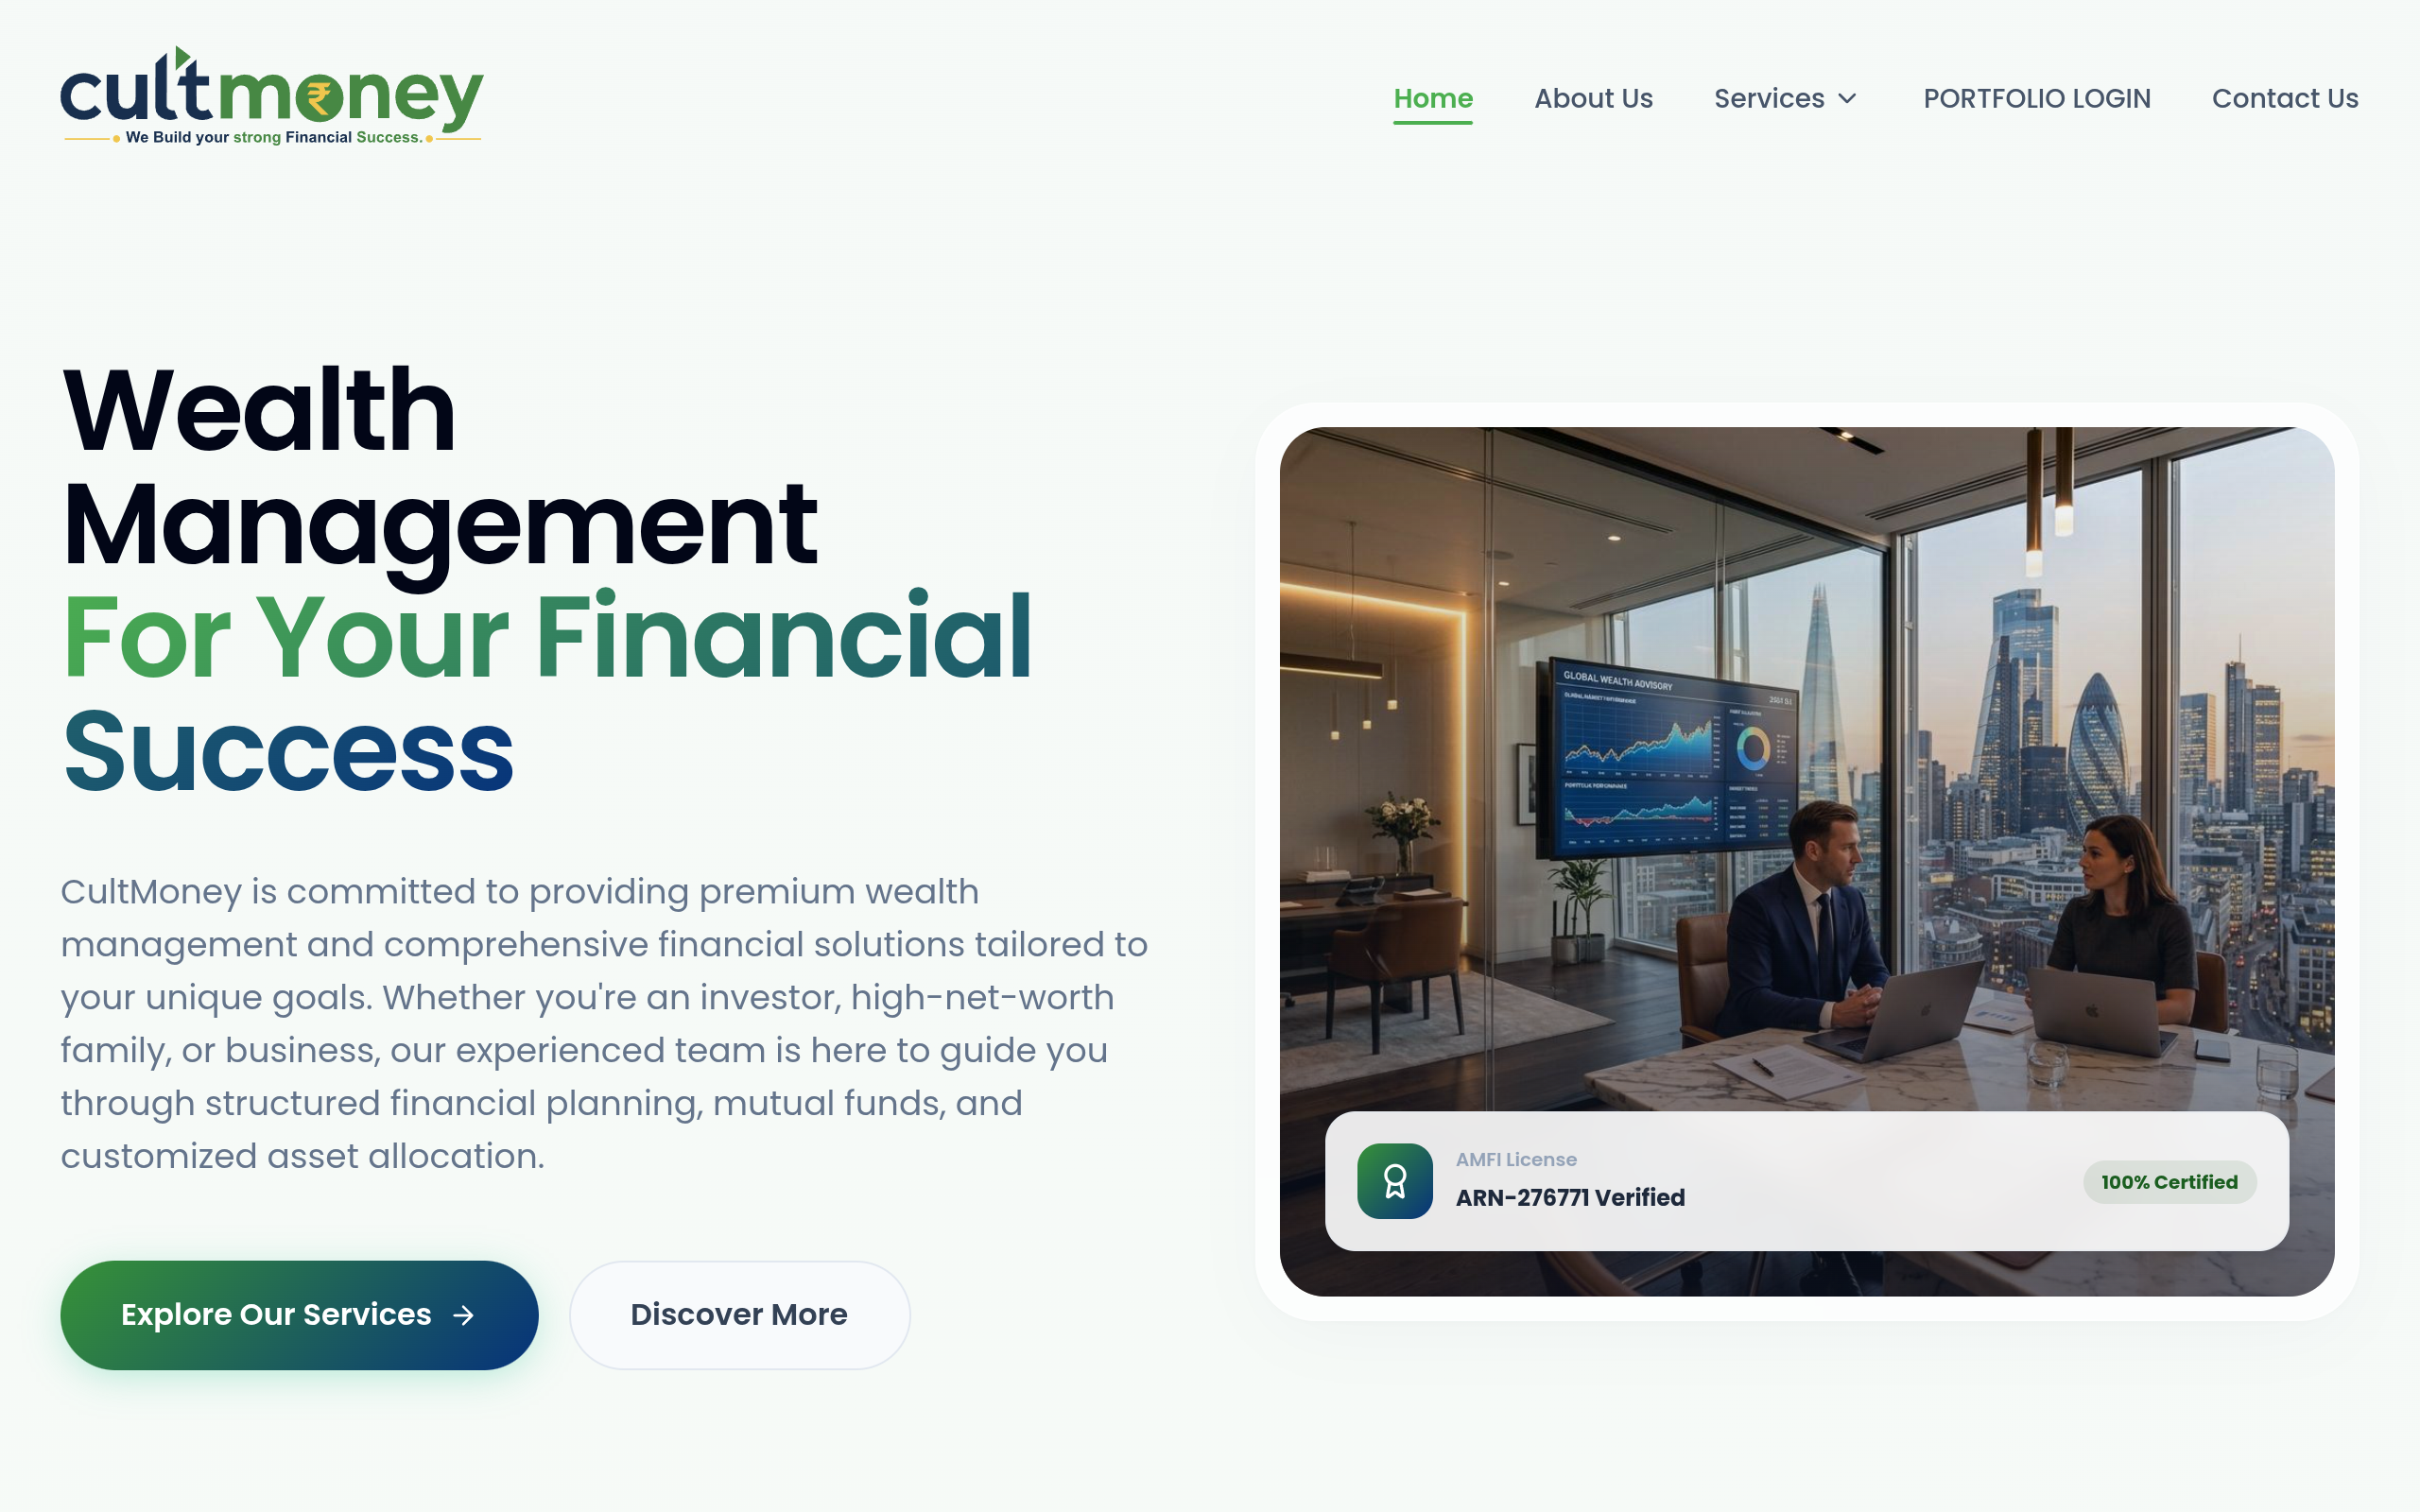 cultmoney
We Build your strong Financial Success.
Home About Us Services PORTFOLIO LOGIN Contact Us
Wealth
Management
For Your Financial
Success
CultMoney is committed to providing premium wealth
management and comprehensive financial solutions tailored to
your unique goals. Whether you're an investor, high-net-worth
family, or business, our experienced team is here to guide you
through structured financial planning, mutual funds, and
customized asset allocation.
Explore Our Services
Discover More
GLOBAL WEALTH ADVISORY
AMFI License
ARN-276771 Verified
100% Certified